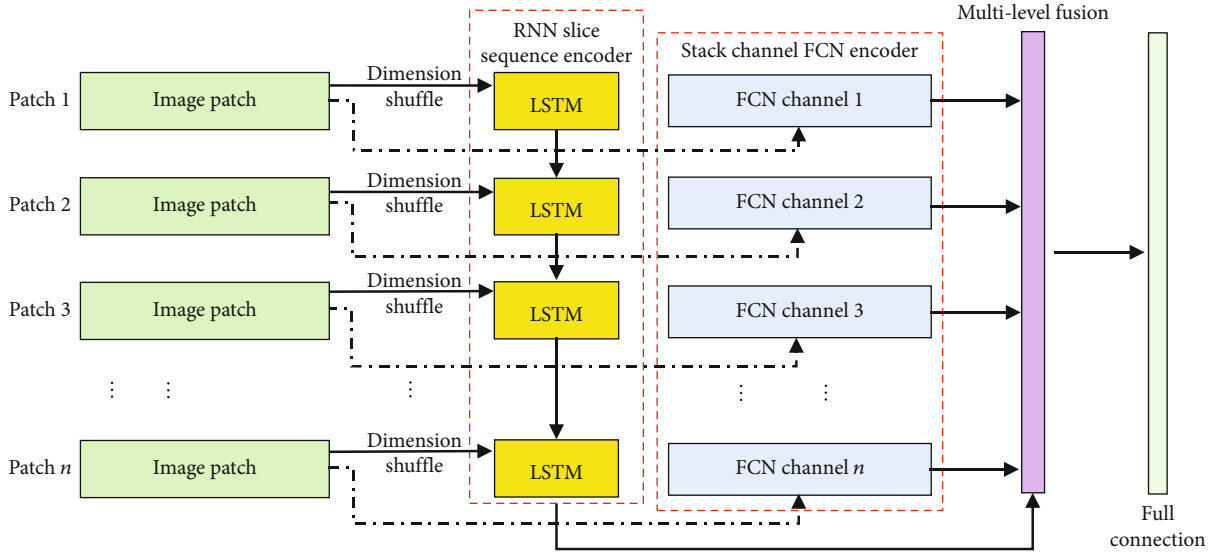 Multi-level fusion
RNN slice
sequence encoder
Stack channel FCN encoder
Patch 1
Image patch
Dimension
shuffle
LSTM
FCN channel 1
Patch 2
Image patch
Dimension
shuffle
LSTM
FCN channel 2
Patch 3
Image patch
Dimension
shuffle
LSTM
FCN channel 3
Patch n
Image patch
Dimension
shuffle
LSTM
FCN channel n
Full
connection